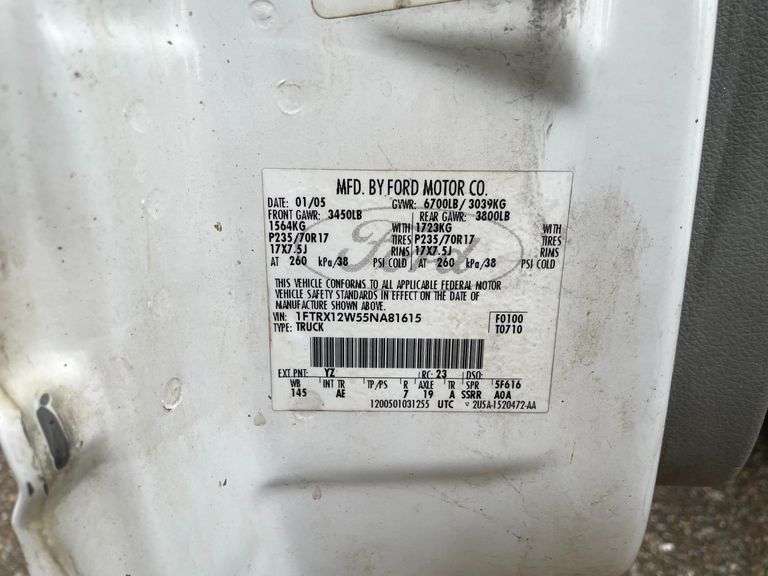 MFD. BY FORD MOTOR CO.
DATE: 01/05 GVWR: 6700LB/ 3039KG
FRONT GAWR: 3450LB REAR GAWR: 3800LB
1564KG WITH 1723KG WITH
P235/70R17 TIRES P235/70R17 TIRES
17X7.5J RIMS 17X7.5J RIMS
AT 260 kPa/38 PSI COLD AT 260 kPa/38 PSI COLD
Ford
THIS VEHICLE CONFORMS TO ALL APPLICABLE FEDERAL MOTOR
VEHICLE SAFETY STANDARDS IN EFFECT ON THE DATE OF
MANUFACTURE SHOWN ABOVE.
VIN: 1FTRX12W55NA81615 F0100
TYPE: TRUCK T0710
EXT PNT: YZ RC: 23 DSO:
WB INT TR TP/PS R AXLE TR SPR 5F616
145 AE 7 19 A SSRR A0A
1200501031255 UTC 2U5A-1520472-AA